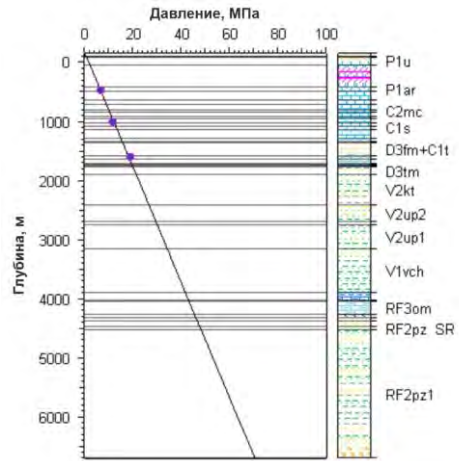 Давление, МПа
0 20 40 60 80 100
Глубина, м
0
1000
2000
3000
4000
5000
6000
P1u
P1ar
C2mc
C1s
D3fm+C1t
D3tm
V2kt
V2up2
V2up1
V1vch
RF3om
RF2pz SR
RF2pz1